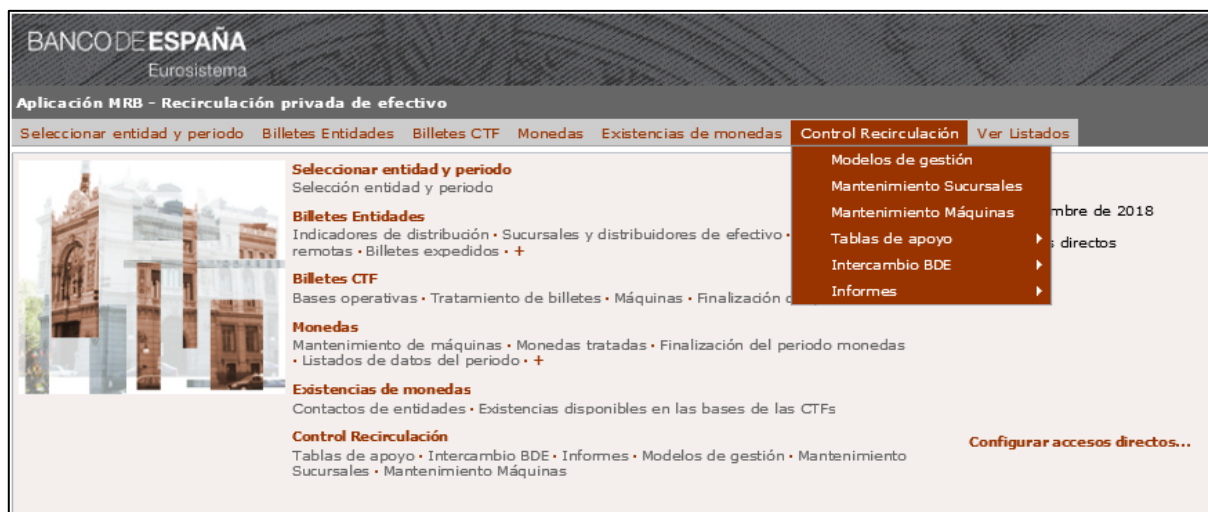 BANCO DE ESPAÑA
Eurosistema
Aplicación MRB - Recirculación privada de efectivo
Seleccionar entidad y periodo Billetes Entidades Billetes CTF Monedas Existencias de monedas Control Recirculación Ver Listados
Modelos de gestión
Mantenimiento Sucursales
Mantenimiento Máquinas
Tablas de apoyo
Intercambio BDE
Informes
Seleccionar entidad y periodo
Selección entidad y periodo
Billetes Entidades
Indicadores de distribución • Sucursales y distribuidores de efectivo •
remotas • Billetes expedidos • +
Billetes CTF
Bases operativas • Tratamiento de billetes • Máquinas • Finalización
Monedas
Mantenimiento de máquinas • Monedas tratadas • Finalización del periodo monedas
• Listados de datos del periodo • +
Existencias de monedas
Contactos de entidades • Existencias disponibles en las bases de las CTFs
Control Recirculación
Tablas de apoyo • Intercambio BDE • Informes • Modelos de gestión • Mantenimiento
Sucursales • Mantenimiento Máquinas
de 2018
directos
Configurar accesos directos...